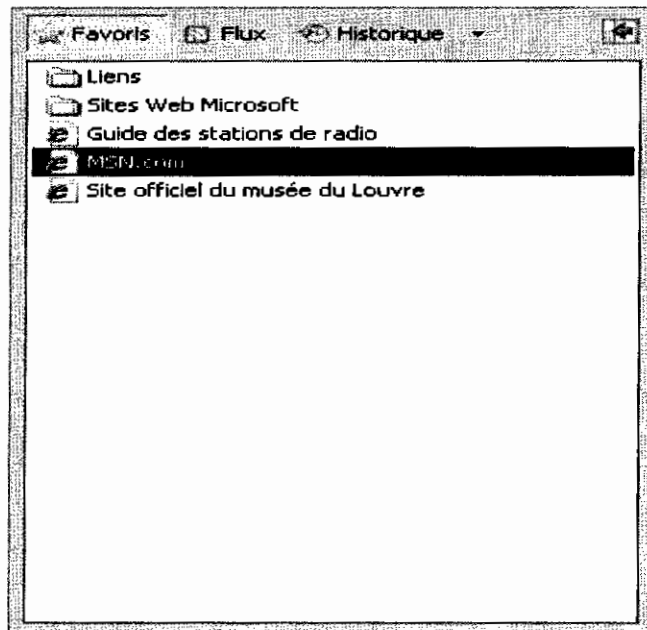 Favoris Flux Historique
Liens
Sites Web Microsoft
Guide des stations de radio
MSN.com
Site officiel du musée du Louvre